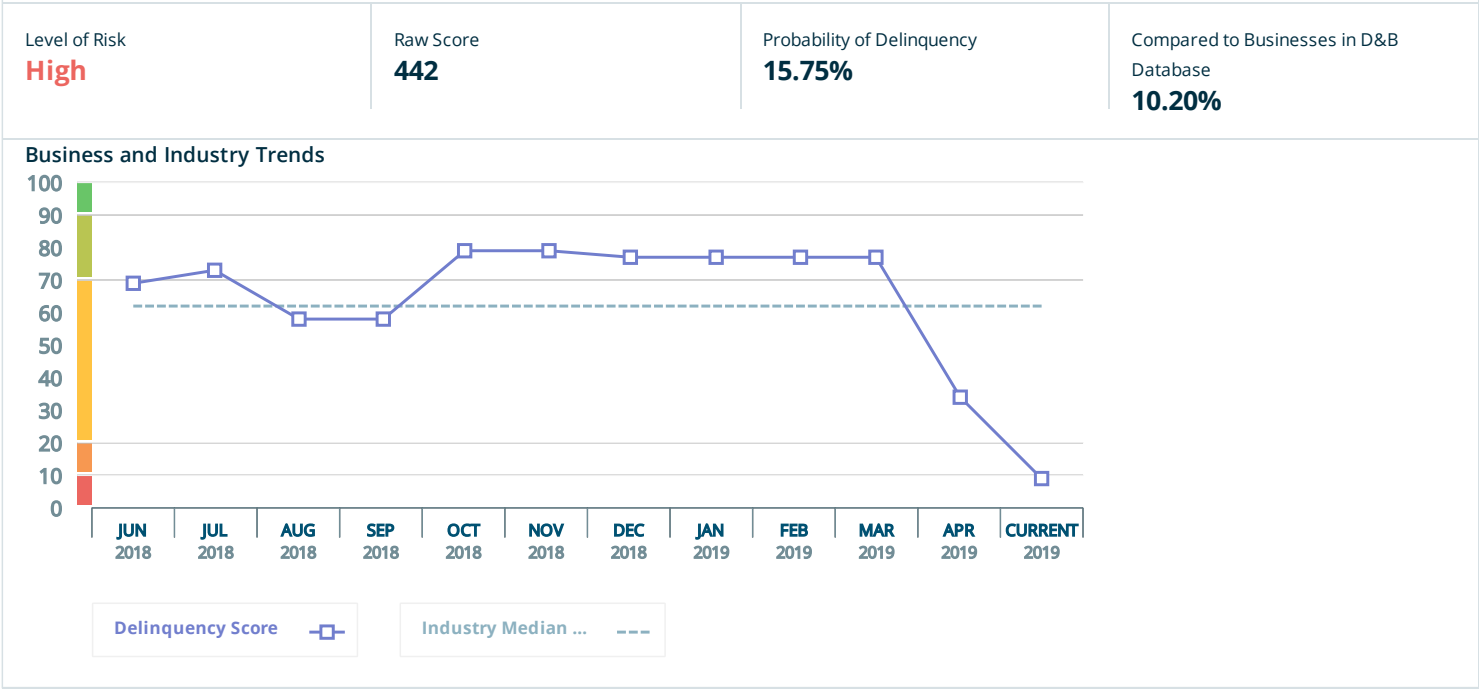 Level of Risk
High
Raw Score
442
Probability of Delinquency
15.75%
Compared to Businesses in D&B
Database
10.20%
Business and Industry Trends
100
90
80
70
60
50
40
30
20
10
0
JUN JUL AUG SEP OCT NOV DEC JAN FEB MAR APR CURRENT
2018 2018 2018 2018 2018 2018 2018 2019 2019 2019 2019 2019
Delinquency Score
Industry Median ...